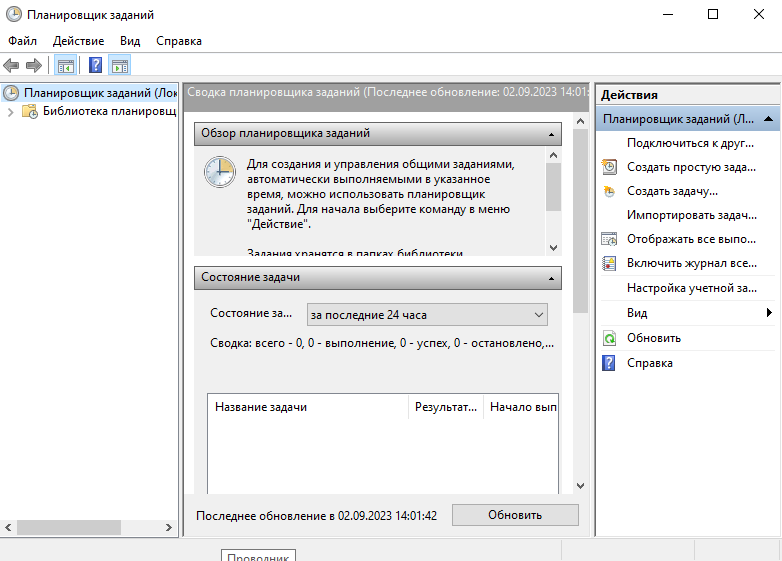 Планировщик заданий
Файл Действие Вид Справка
Планировщик заданий (Лок
Библиотека планировщ
Сводка планировщика заданий (Последнее обновление: 02.09.2023 14:01:
Обзор планировщика заданий
Для создания и управления общими заданиями,
автоматически выполняемыми в указанное
время, можно использовать планировщик
заданий. Для начала выберите команду в меню
"Действие".
Задания хранятся в папках библиотеки
Состояние задачи
Состояние за... за последние 24 часа
Сводка: всего - 0, 0 - выполнение, 0 - успех, 0 - остановлено,...
Название задачи Результат... Начало вып
Последнее обновление в 02.09.2023 14:01:42 Обновить
Действия
Планировщик заданий (Л...
Подключиться к друг...
Создать простую зада...
Создать задачу...
Импортировать задач...
Отображать все выпо...
Включить журнал все...
Настройка учетной за...
Вид
Обновить
Справка
Проводник